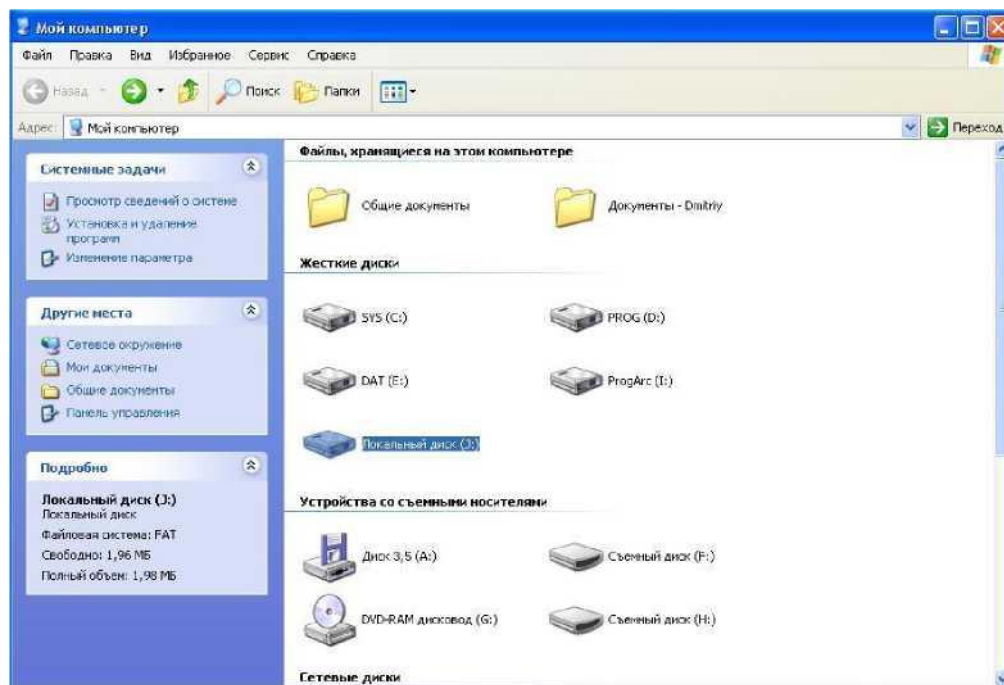 Мой компьютер
Файл Правка Вид Избранное Сервис Справка
Назад Поиск Папки
Адрес: Мой компьютер Переход
Системные задачи
Просмотр сведений о системе
Установка и удаление
программ
Изменение параметра
Другие места
Сетевое окружение
Мои документы
Общие документы
Панель управления
Подробно
Локальный диск (J:)
Локальный диск
Файловая система: FAT
Свободно: 1,96 МБ
Полный объем: 1,98 МБ
Файлы, хранящиеся на этом компьютере
Общие документы Документы - Dmitriy
Жесткие диски
SYS (C:) PROG (D:)
DAT (E:) ProgArc (I:)
Локальный диск (J:)
Устройства со съемными носителями
Диск 3,5 (A:) Съемный диск (F:)
DVD-RAM дисковод (G:) Съемный диск (H:)
Сетевые диски